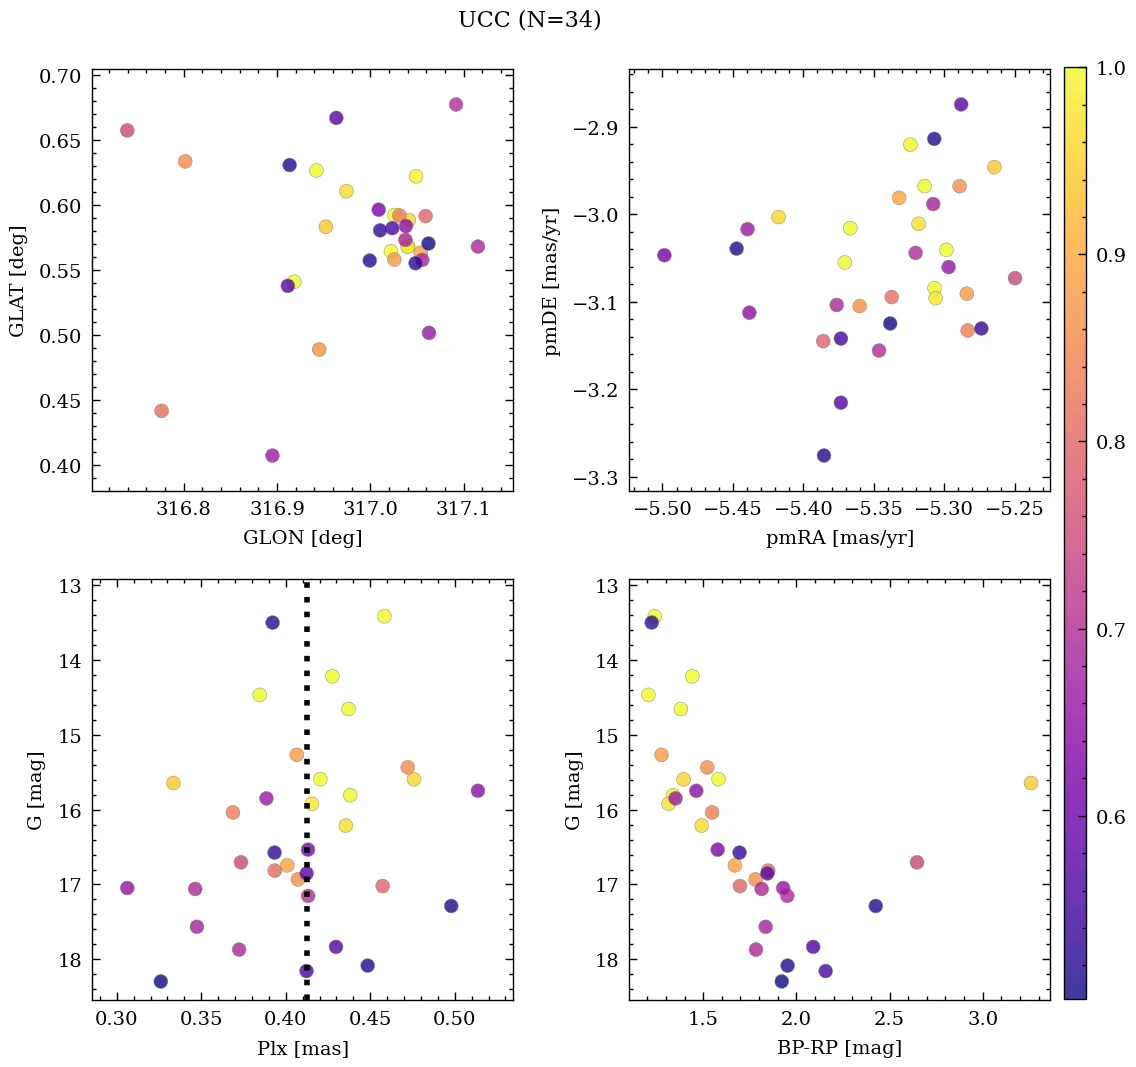 UCC (N=34)
0.70
0.65
0.60
0.55
0.50
0.45
0.40
GLAT [deg]
316.8 316.9 317.0 317.1
GLON [deg]
−2.9
−3.0
−3.1
−3.2
−3.3
pmDE [mas/yr]
−5.50 −5.40 −5.35 −5.30 −5.25
pmRA [mas/yr]
1.0
0.9
0.8
0.7
0.6
13
14
15
16
17
18
G [mag]
0.30 0.35 0.40 0.45 0.50
Plx [mas]
13
14
15
16
17
18
G [mag]
1.5 2.0 2.5 3.0
BP-RP [mag]